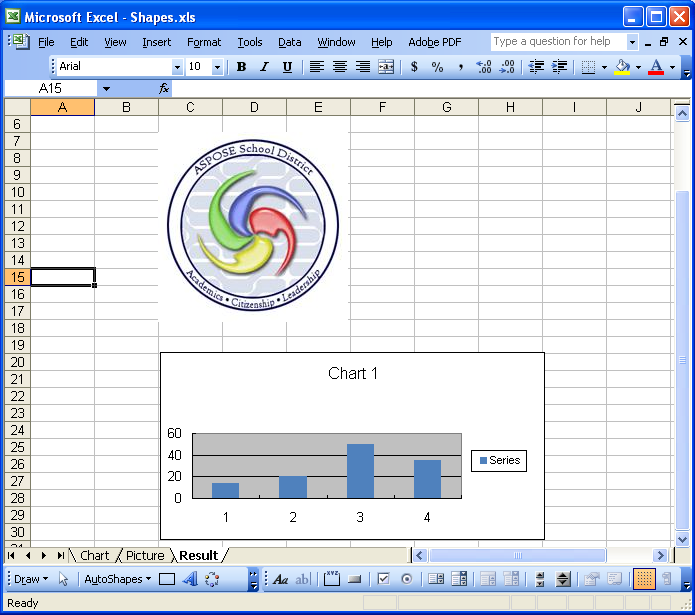 Microsoft Excel - Shapes.xls
File Edit View Insert Format Tools Data Window Help Adobe PDF Type a question for help
Arial 10 B I U $ % ,
A15 fx
A B C D E F G H I J
6
7
8
9
10
11
12
13
14
15
16
17
18
19
20
21
22
23
24
25
26
27
28
29
30
ASPOSE School District
Academics • Citizenship • Leadership
Chart 1
60
40
20
0
1 2 3 4
Series
Chart Picture Result
Draw AutoShapes Aa ab
Ready